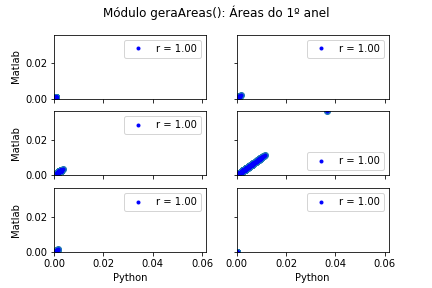 Módulo geraAreas(): Áreas do 1º anel
Matlab
0.02
0.00
r = 1.00
r = 1.00
Matlab
0.02
0.00
r = 1.00
r = 1.00
Matlab
0.02
0.00
r = 1.00
r = 1.00
0.00 0.02 0.04 0.06
0.00 0.02 0.04 0.06
Python
Python